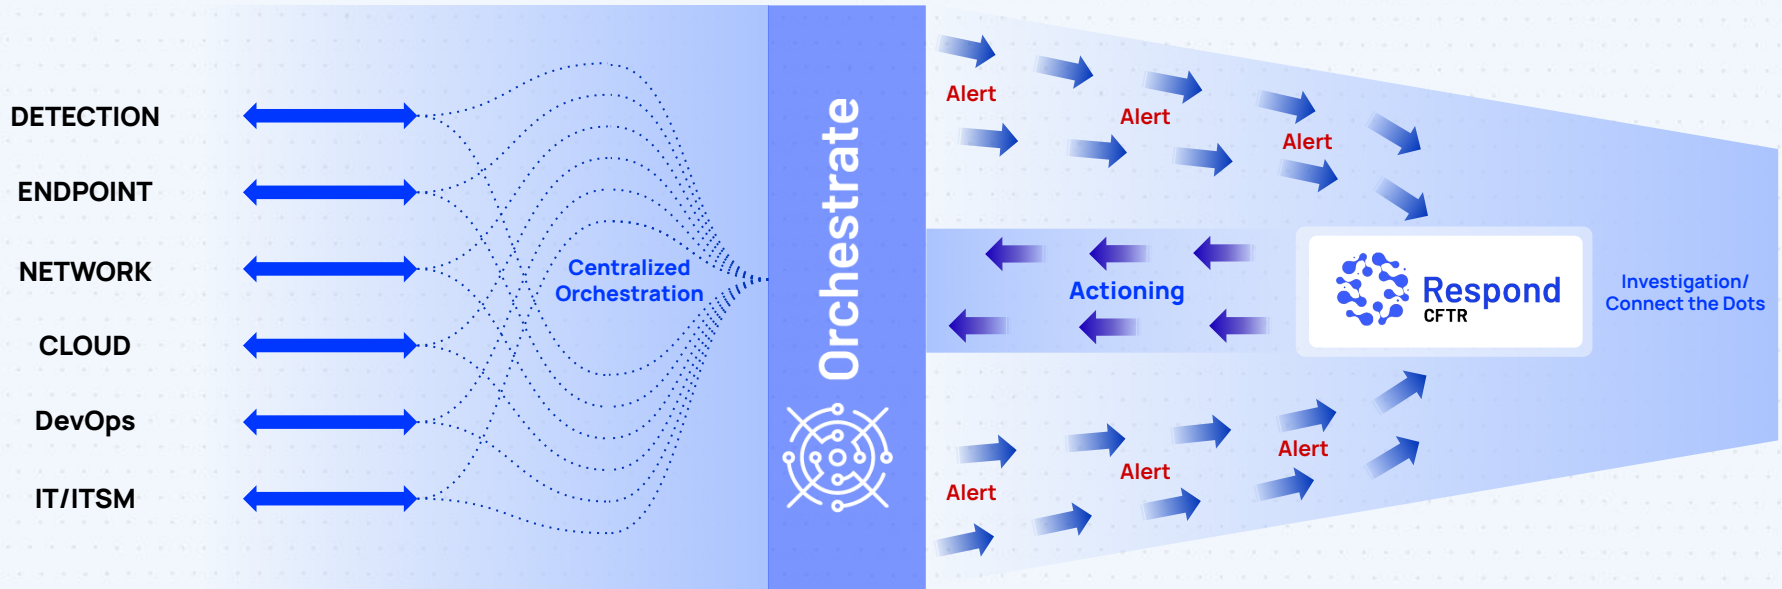 DETECTION
ENDPOINT
NETWORK
CLOUD
DevOps
IT/ITSM
Centralized
Orchestration
Orchestrate
Alert
Alert
Alert
Actioning
Respond
CFTR
Investigation/
Connect the Dots
Alert
Alert
Alert